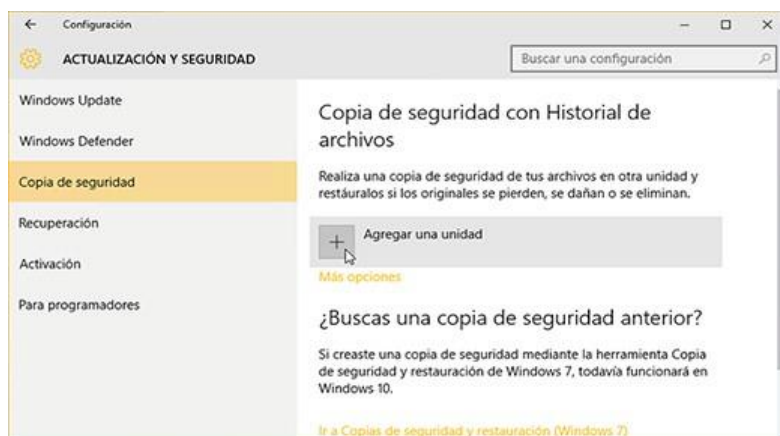 Configuración
ACTUALIZACIÓN Y SEGURIDAD
Buscar una configuración
Windows Update
Windows Defender
Copia de seguridad
Recuperación
Activación
Para programadores
Copia de seguridad con Historial de
archivos
Realiza una copia de seguridad de tus archivos en otra unidad y
restáuralos si los originales se pierden, se dañan o se eliminan.
Agregar una unidad
Más opciones
¿Buscas una copia de seguridad anterior?
Si creaste una copia de seguridad mediante la herramienta Copia
de seguridad y restauración de Windows 7, todavía funcionará en
Windows 10.
Ir a Copias de seguridad y restauración (Windows 7)